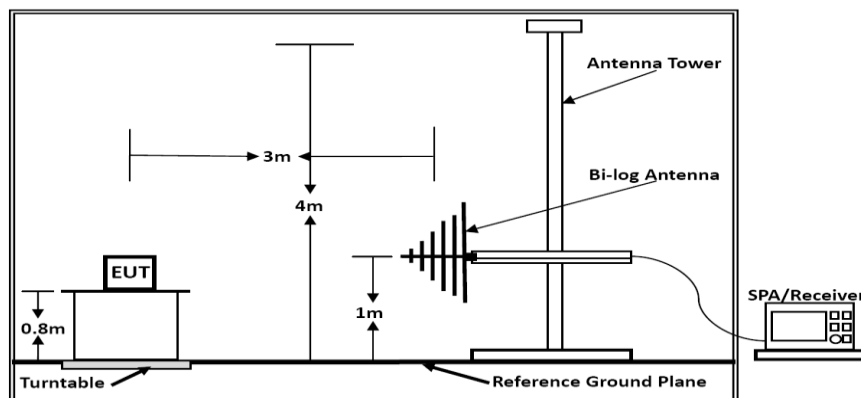 Antenna Tower
3m
Bi-log Antenna
4m
EUT
SPA/Receiver
0.8m
1m
Turntable
Reference Ground Plane